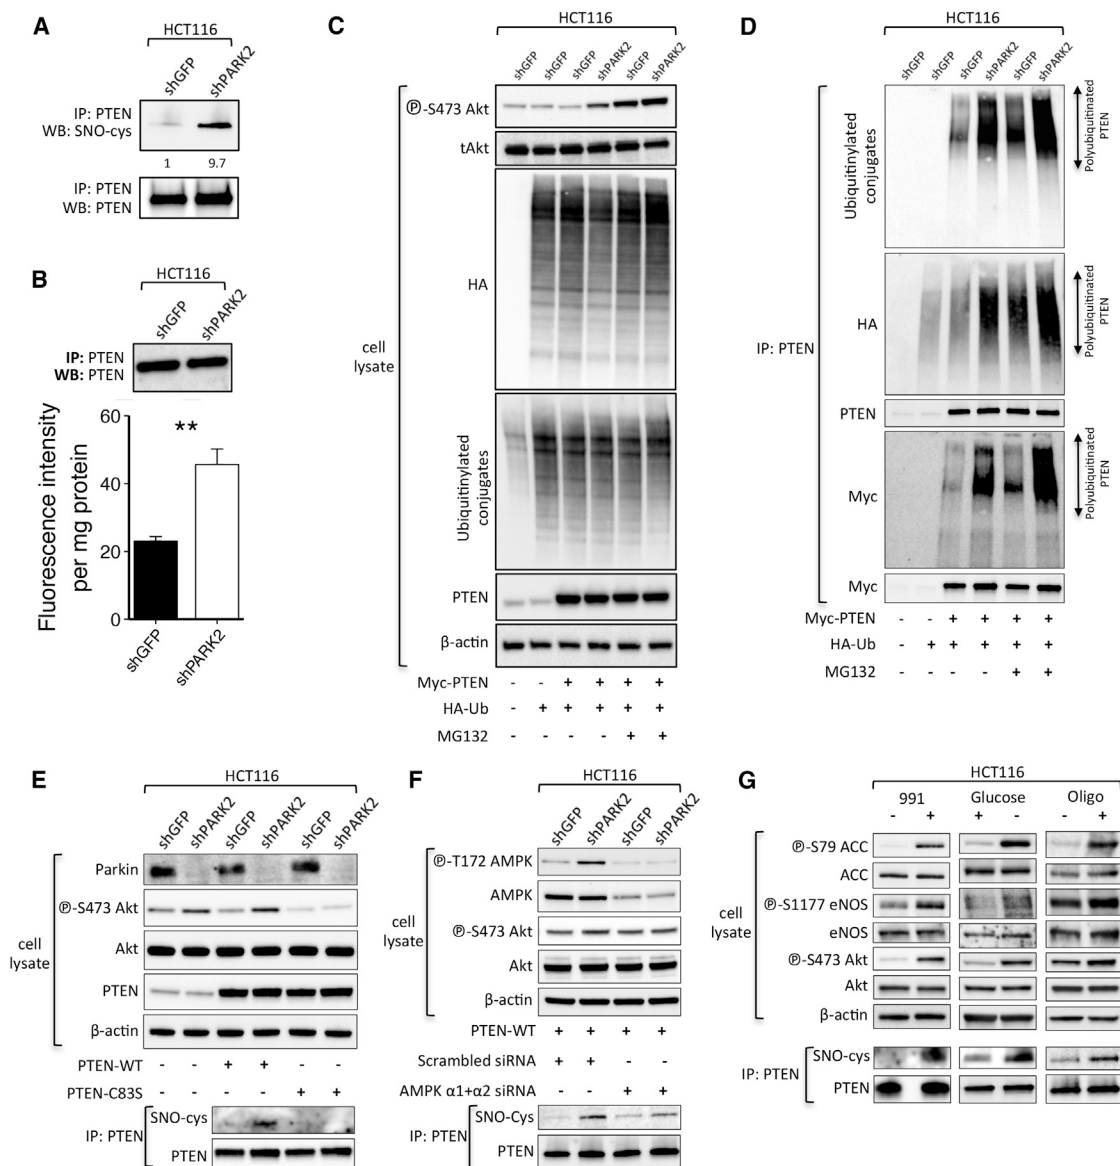 A
HCT116
shGFP
shPARK2
IP: PTEN
WB: SNO-cys
1
9.7
IP: PTEN
WB: PTEN
B
HCT116
shGFP
shPARK2
IP: PTEN
WB: PTEN
Fluorescence intensity
per mg protein
60
40
20
0
**
shGFP
shPARK2
C
HCT116
shGFP
shGFP
shGFP
shPARK2
shGFP
shPARK2
Ⓟ-S473 Akt
tAkt
HA
cell
lysate
Ubiquitinylated
conjugates
PTEN
β-actin
Myc-PTEN - - + + + +
HA-Ub - + + + + +
MG132 - - - - + +
D
HCT116
shGFP
shGFP
shGFP
shPARK2
shGFP
shPARK2
Ubiquitinylated
conjugates
Polyubiquitinated
PTEN
HA
Polyubiquitinated
PTEN
IP: PTEN
PTEN
Myc
Polyubiquitinated
PTEN
Myc
Myc-PTEN - - + + + +
HA-Ub - + + + + +
MG132 - - - - + +
E
HCT116
shGFP
shPARK2
shGFP
shPARK2
shGFP
shPARK2
Parkin
Ⓟ-S473 Akt
cell
lysate
Akt
PTEN
β-actin
PTEN-WT - - + + - -
PTEN-C83S - - - - + +
IP: PTEN
SNO-cys
PTEN
F
HCT116
shGFP
shPARK2
shGFP
shPARK2
Ⓟ-T172 AMPK
AMPK
cell
lysate
Ⓟ-S473 Akt
Akt
β-actin
PTEN-WT + + + +
Scrambled siRNA + + - -
AMPK α1+α2 siRNA - - + +
IP: PTEN
SNO-Cys
PTEN
G
HCT116
991 Glucose Oligo
- + + - - +
Ⓟ-S79 ACC
ACC
Ⓟ-S1177 eNOS
cell
lysate
eNOS
Ⓟ-S473 Akt
Akt
β-actin
IP: PTEN
SNO-cys
PTEN